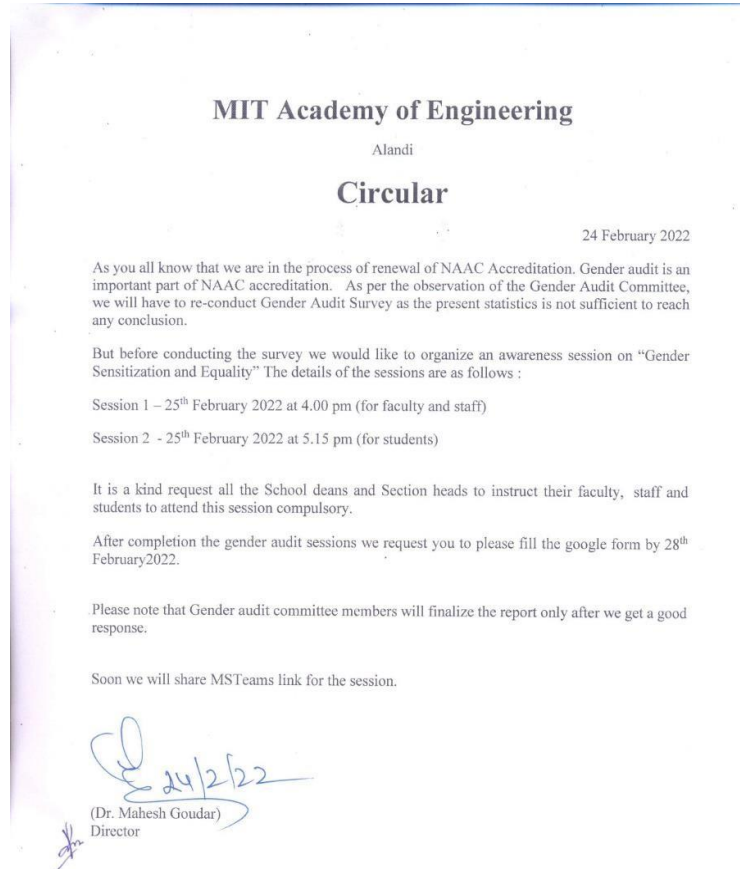 MIT Academy of Engineering
Alandi
Circular
24 February 2022
As you all know that we are in the process of renewal of NAAC Accreditation. Gender audit is an
important part of NAAC accreditation. As per the observation of the Gender Audit Committee,
we will have to re-conduct Gender Audit Survey as the present statistics is not sufficient to reach
any conclusion.
But before conducting the survey we would like to organize an awareness session on “Gender
Sensitization and Equality” The details of the sessions are as follows :
Session 1 – 25th February 2022 at 4.00 pm (for faculty and staff)
Session 2 - 25th February 2022 at 5.15 pm (for students)
It is a kind request all the School deans and Section heads to instruct their faculty, staff and
students to attend this session compulsory.
After completion the gender audit sessions we request you to please fill the google form by 28th
February2022.
Please note that Gender audit committee members will finalize the report only after we get a good
response.
Soon we will share MSTeams link for the session.
24/2/22
(Dr. Mahesh Goudar)
Director